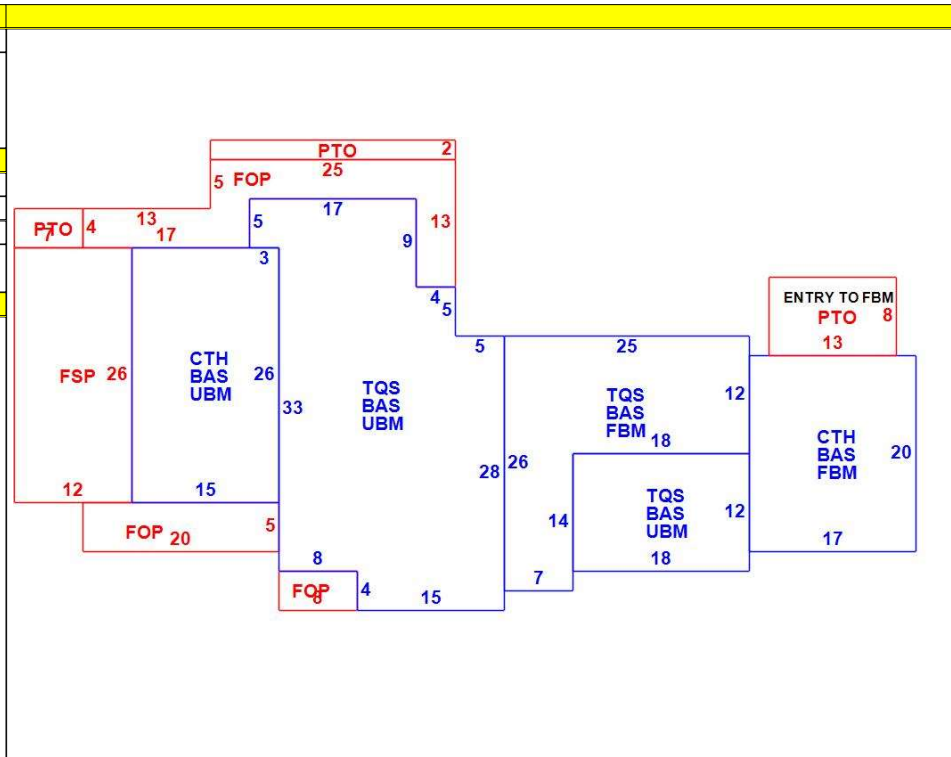 PTO 2
25
5 FOP
17
13
13
PTO
7
4
17
5
9
3
4
5
ENTRY TO FBM
PTO 8
13
5
25
CTH
BAS
UBM
26
FSP 26
33
TQS
BAS
UBM
TQS
BAS
FBM
12
18
CTH
BAS
FBM
20
28
26
12
15
14
TQS
BAS
UBM
12
FOP 20
5
8
18
17
7
FOP
8
4
15